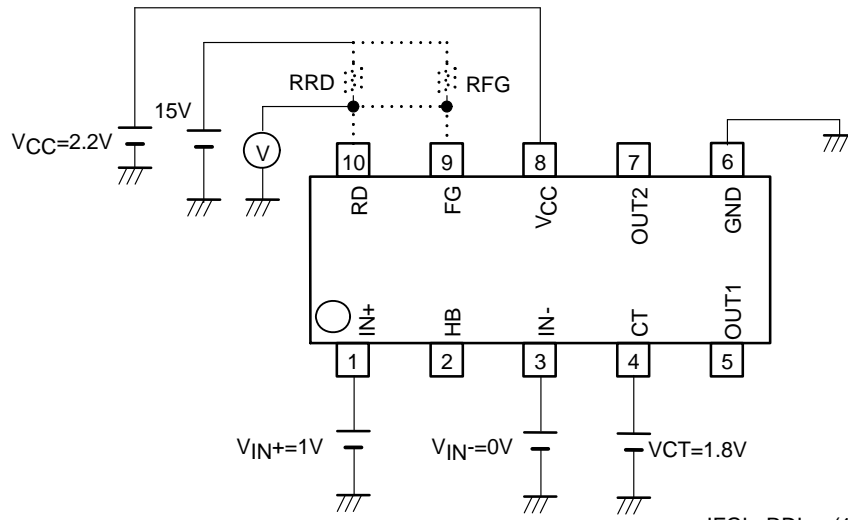 RRD
RFG
15V
VCC=2.2V
V
10
9
8
7
6
RD
FG
VCC
OUT2
GND
IN+
HB
IN-
CT
OUT1
1
2
3
4
5
VIN+=1V
VIN-=0V
VCT=1.8V